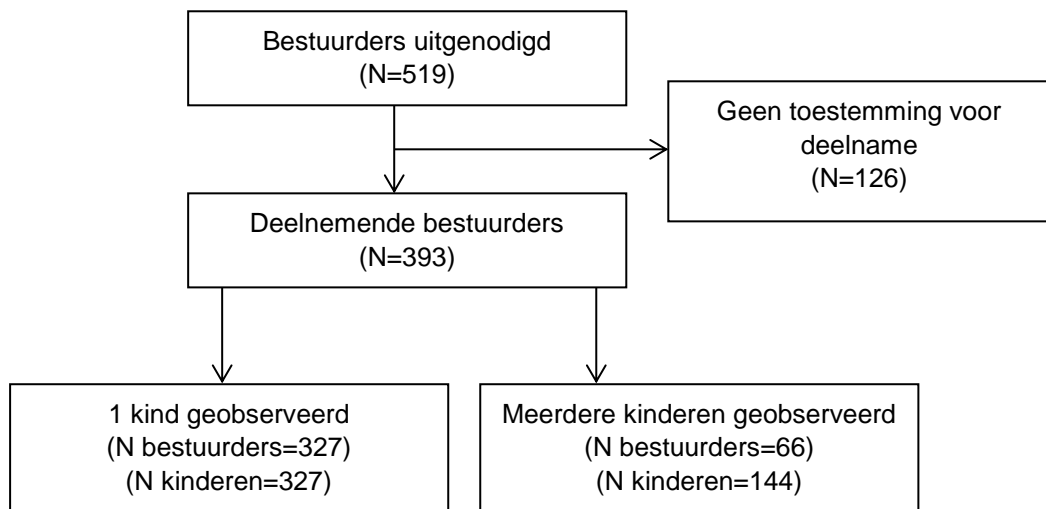 Bestuurders uitgenodigd
(N=519)
Geen toestemming voor
deelname
(N=126)
Deelnemende bestuurders
(N=393)
1 kind geobserveerd
(N bestuurders=327)
(N kinderen=327)
Meerdere kinderen geobserveerd
(N bestuurders=66)
(N kinderen=144)